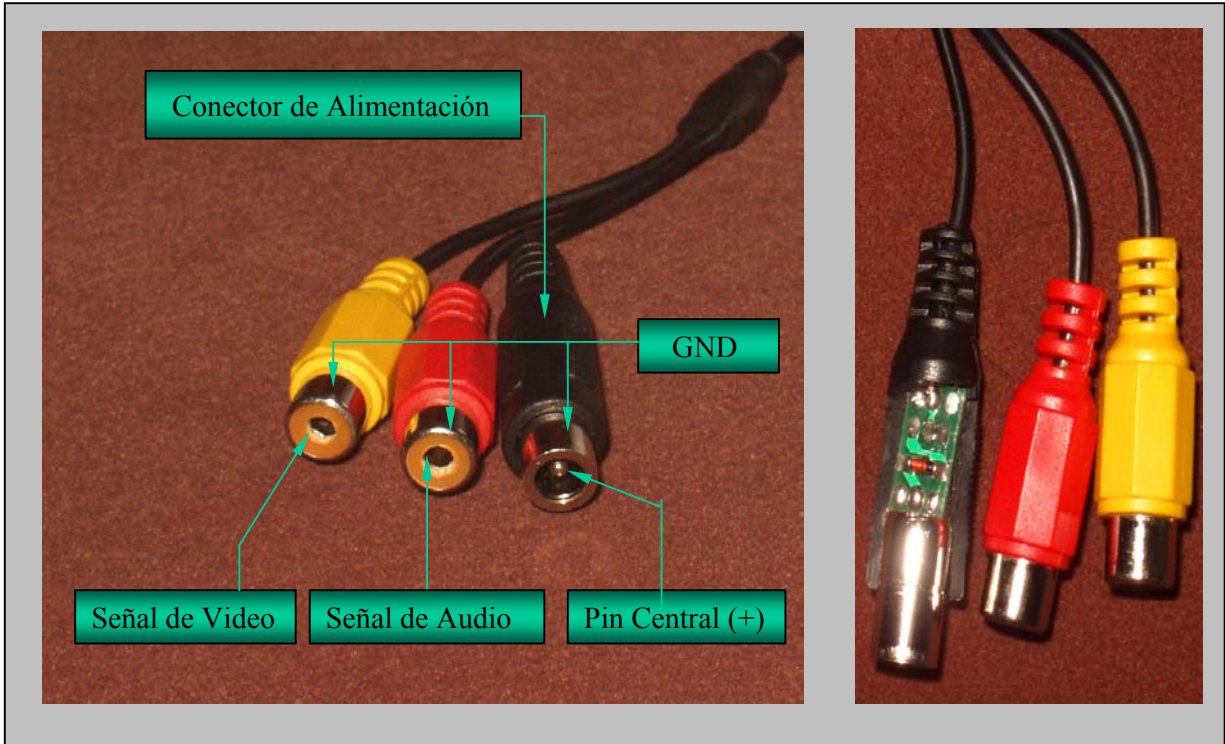 Conector de Alimentación
GND
Señal de Video
Señal de Audio
Pin Central (+)